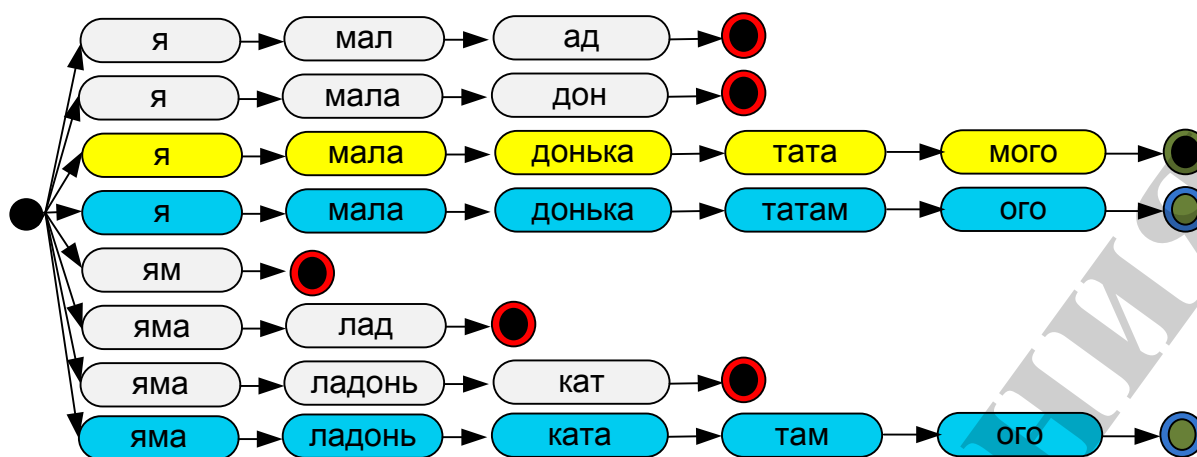 я мал ад
я мала дон
я мала донька тата мого
я мала донька татам ого
ям
яма лад
яма ладонь кат
яма ладонь ката там ого